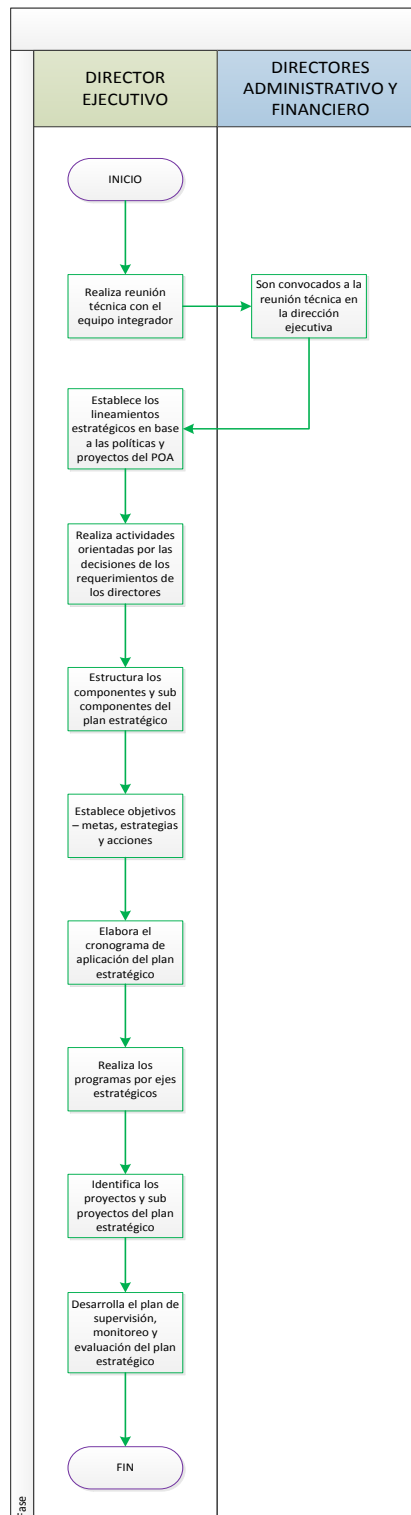 DIRECTOR
EJECUTIVO
DIRECTORES
ADMINISTRATIVO Y
FINANCIERO
INICIO
Realiza reunión
técnica con el
equipo integrador
Son convocados a la
reunión técnica en
la dirección
ejecutiva
Establece los
lineamientos
estratégicos en base
a las políticas y
proyectos del POA
Realiza actividades
orientadas por las
decisiones de los
requerimientos de
los directores
Estructura los
componentes y sub
componentes del
plan estratégico
Establece objetivos
– metas, estrategias
y acciones
Elabora el
cronograma de
aplicación del plan
estratégico
Realiza los
programas por ejes
estratégicos
Identifica los
proyectos y sub
proyectos del plan
estratégico
Desarrolla el plan de
supervisión,
monitoreo y
evaluación del plan
estratégico
FIN
Fase